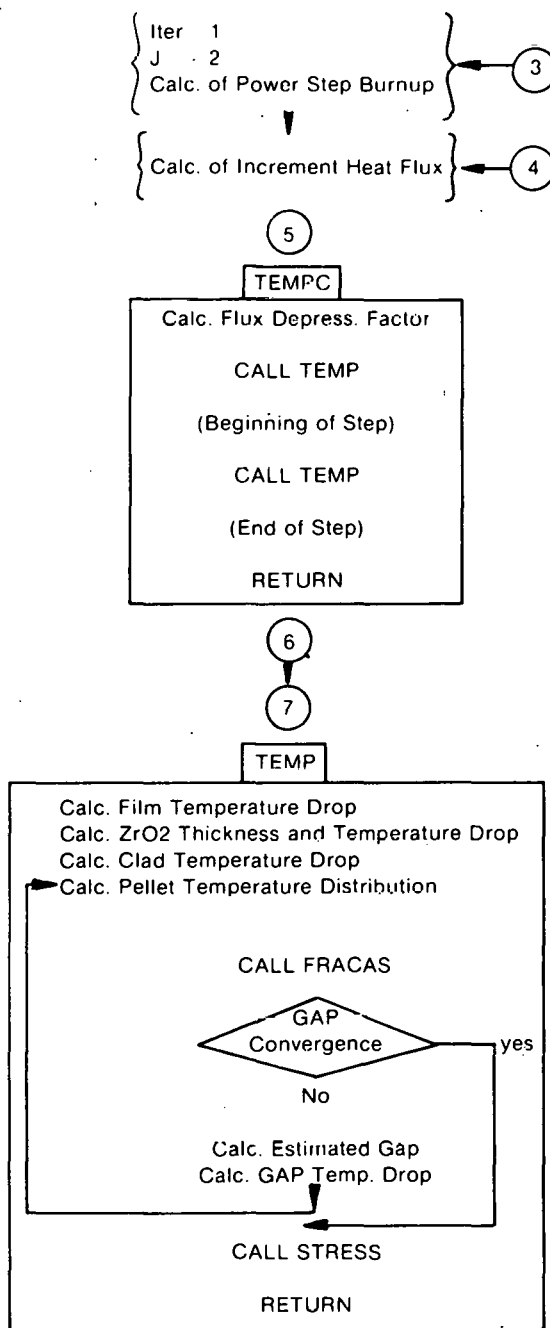 Iter 1
J 2
Calc. of Power Step Burnup
3
Calc. of Increment Heat Flux
4
5
TEMPC
Calc. Flux Depress. Factor
CALL TEMP
(Beginning of Step)
CALL TEMP
(End of Step)
RETURN
6
7
TEMP
Calc. Film Temperature Drop
Calc. ZrO2 Thickness and Temperature Drop
Calc. Clad Temperature Drop
Calc. Pellet Temperature Distribution
CALL FRACAS
GAP
Convergence
yes
No
Calc. Estimated Gap
Calc. GAP Temp. Drop
CALL STRESS
RETURN